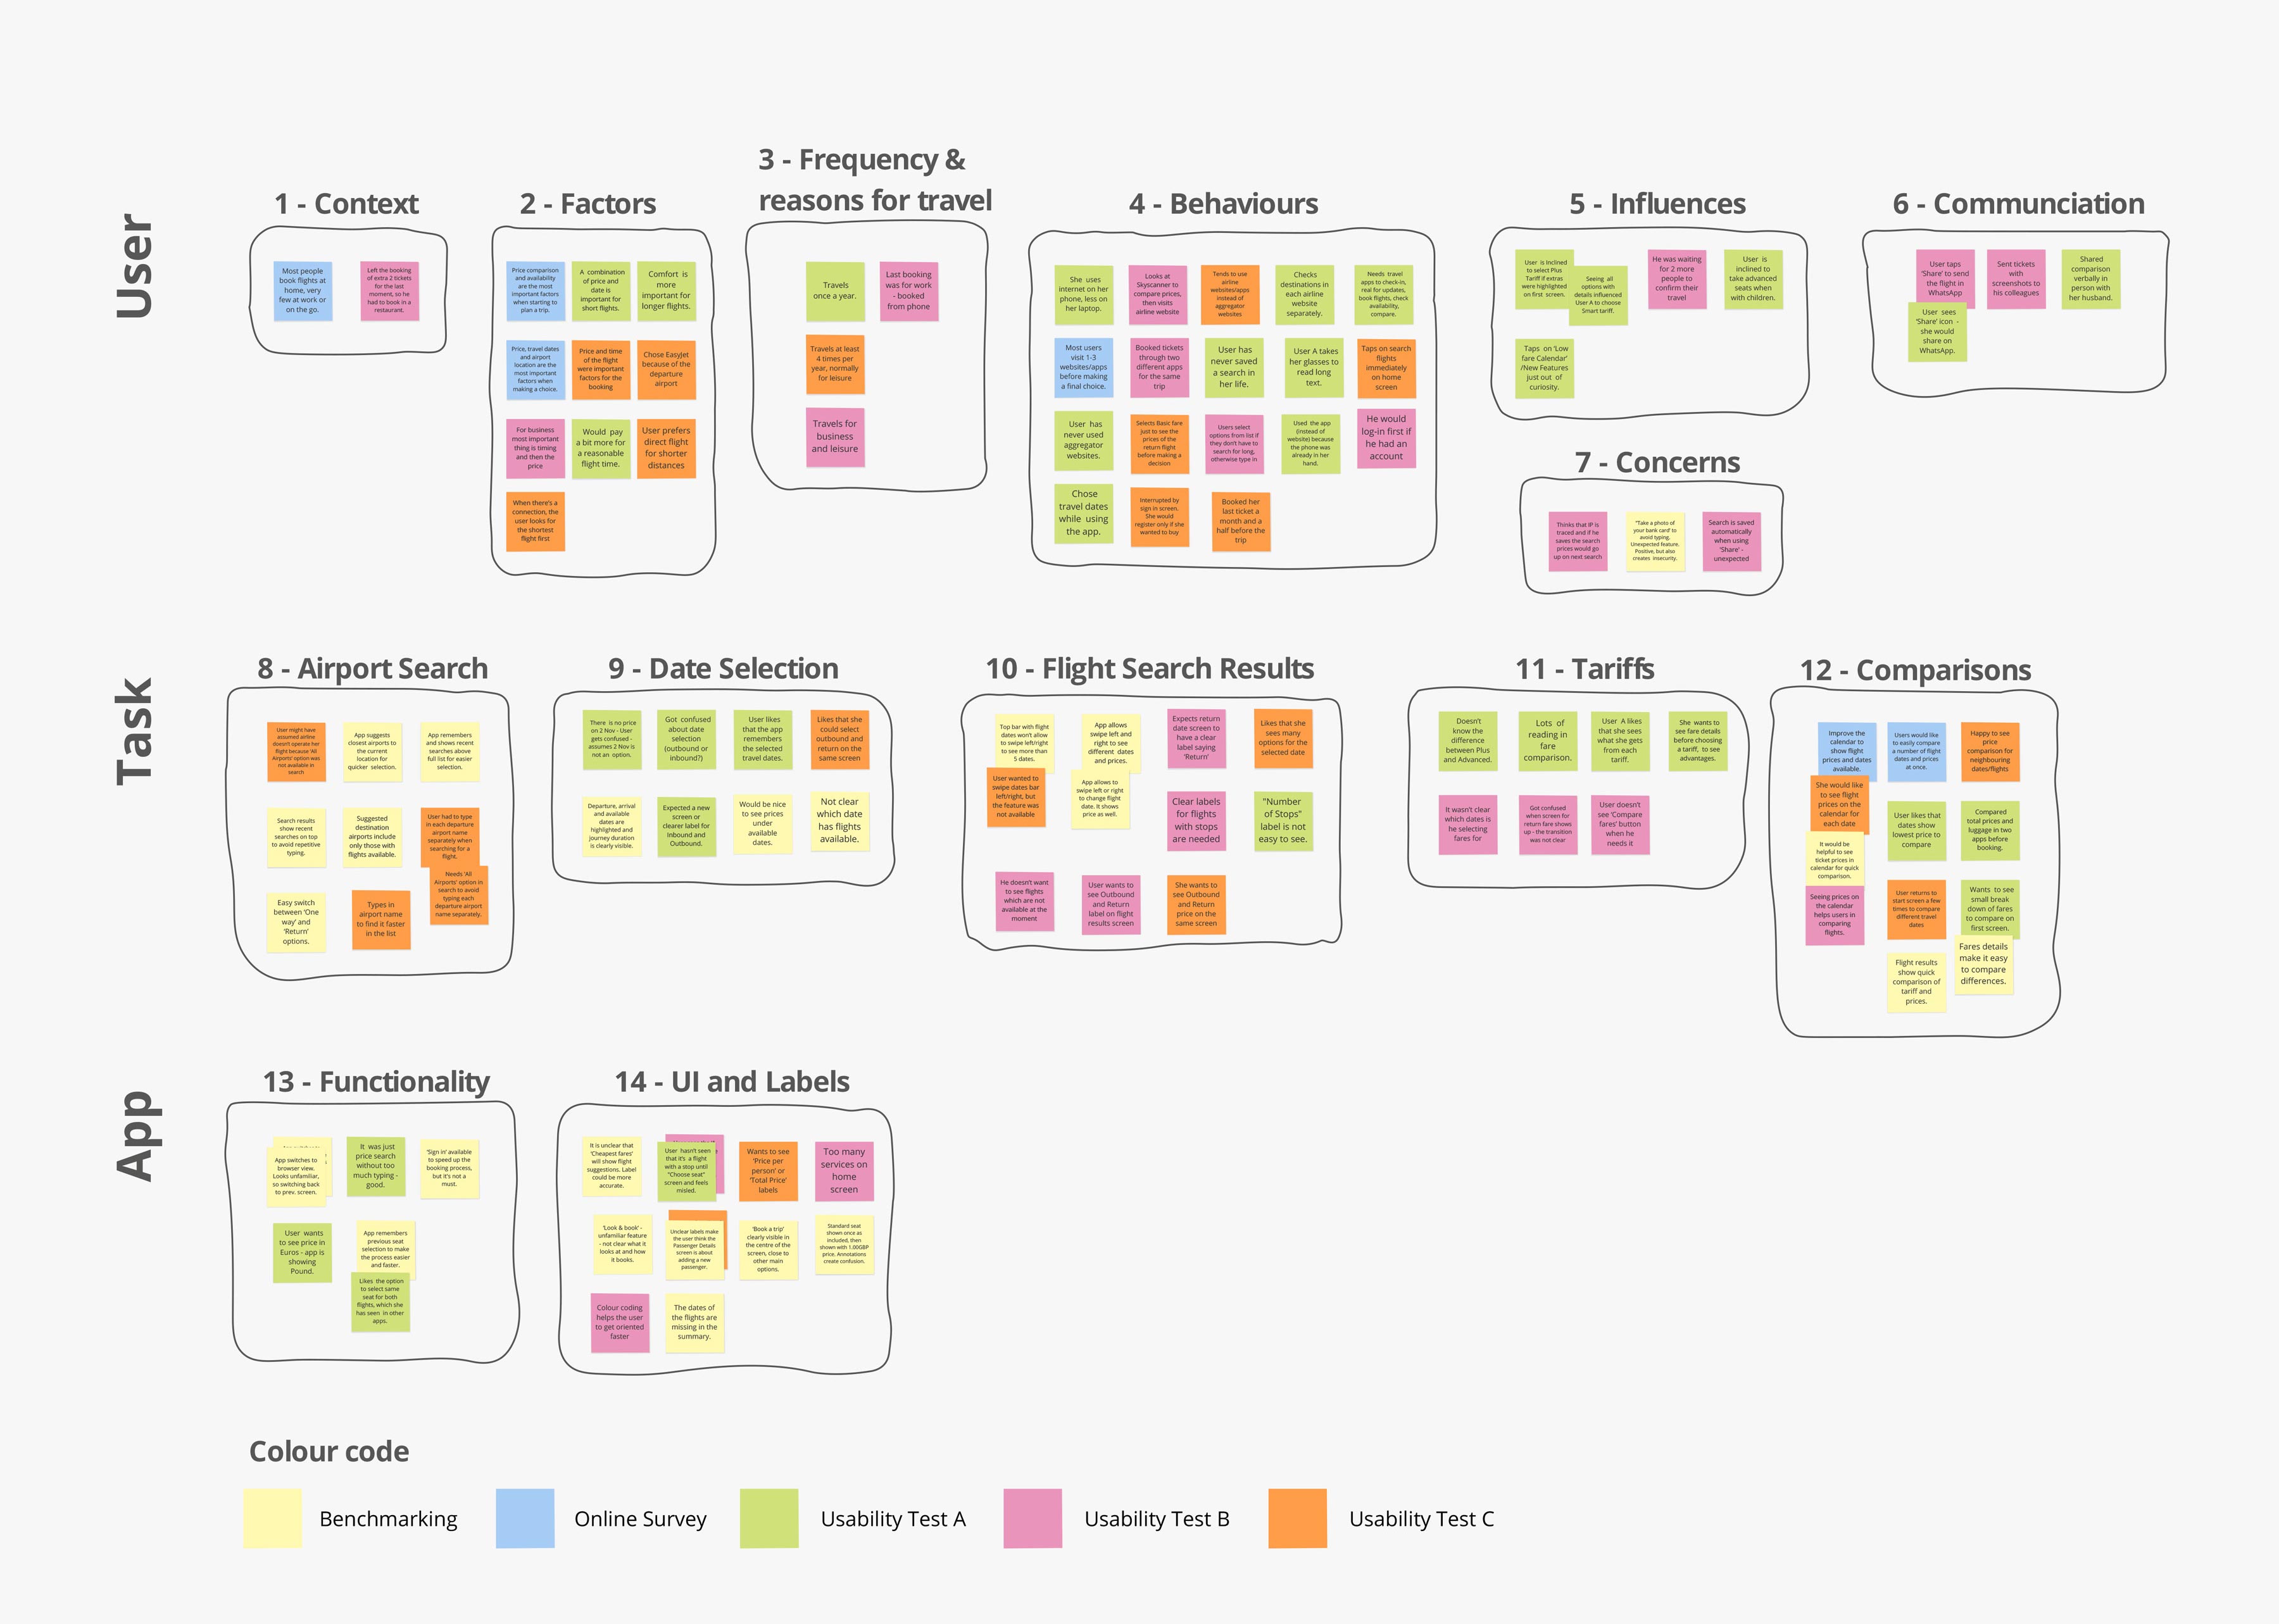 User
1 - Context
Most people
book flights at
home, very
few at work or
on the go.
Left the booking
of extra 2 tickets
for the last
moment, so he
had to book in a
restaurant.
2 - Factors
Price comparison
and availability
are the most
important factors
when starting to
plan a trip.
A combination
of price and
date is
important for
short flights.
Comfort is
more
important for
longer flights.
Price, travel dates
and airport
location are the
most important
factors when
making a choice.
Price and time
of the flight
were important
factors for the
booking
Chose EasyJet
because of the
departure
airport
For business
most important
thing is timing
and then the
price
Would pay
a bit more for
a reasonable
flight time.
User prefers
direct flight
for shorter
distances
When there's a
connection, the
user looks for
the shortest
flight first
3 - Frequency &
reasons for travel
Travels
once a year.
Last booking
was for work
- booked
from phone
Travels at least
4 times per
year, normally
for leisure
Travels for
business
and leisure
4 - Behaviours
She uses
internet on her
phone, less on
her laptop.
Looks at
Skyscanner to
compare prices,
then visits
airline website
Tends to use
airline
websites/apps
instead of
aggregator
websites
Checks
destinations in
each airline
website
separately.
Needs travel
apps to check-in,
real for updates,
book flights, check
availability,
compare.
Most users
visit 1-3
websites/apps
before making
a final choice.
Booked tickets
through two
different apps
for the same
trip
User has
never saved
a search in
her life.
User A takes
her glasses to
read long
text.
Taps on search
flights
immediately
on home
screen
User has
never used
aggregator
websites.
Selects Basic fare
just to see the
prices of the
return flight
before making a
decision
Users select
options from list if
they don't have to
search for long,
otherwise type in
Used the app
(instead of
website) because
the phone was
already in her
hand.
He would
log-in first if
he had an
account
Chose
travel dates
while using
the app.
Interrupted by
sign in screen.
She would
register only if she
wanted to buy
Booked her
last ticket a
month and a
half before the
trip
5 - Influences
User is Inclined
to select Plus
Tariff if extras
were highlighted
on first screen.
Seeing all
options with
details influenced
User A to choose
Smart tariff.
He was waiting
for 2 more
people to
confirm their
travel
User is
inclined to
take advanced
seats when
with children.
Taps on 'Low
fare Calendar'
/New Features
just out of
curiosity.
6 - Communciation
User taps
'Share' to send
the flight in
WhatsApp
Sent tickets
with
screenshots to
his colleagues
Shared
comparison
verbally in
person with
her husband.
User sees
'Share' icon -
she would
share on
WhatsApp.
7 - Concerns
Thinks that IP is
traced and if he
saves the search
prices would go
up on next search
"Take a photo of
your bank card' to
avoid typing,
Unexpected feature.
Positive, but also
creates insecurity.
Search is saved
automatically
when using
'Share' -
unexpected
Task
8 - Airport Search
User might have
assumed airline
doesn't operate her
flight because 'All
Airports' option was
not available in
search
App suggests
closest airports to
the current
location for
quicker selection.
App remembers
and shows recent
searches above
full list for easier
selection.
Search results
show recent
searches on top
to avoid repetitive
typing.
Suggested
destination
airports include
only those with
flights available.
User had to type
in each departure
airport name
separately when
searching for a
flight.
Needs 'All
Airports' option in
search to avoid
typing each
departure airport
name separately.
Easy switch
between 'One
way' and
'Return'
options.
Types in
airport name
to find it faster
in the list
9 - Date Selection
There is no price
on 2 Nov - User
gets confused -
assumes 2 Nov is
not an option.
Got confused
about date
selection
(outbound or
inbound?)
User likes
that the app
remembers
the selected
travel dates.
Likes that she
could select
outbound and
return on the
same screen
Departure, arrival
and available
dates are
highlighted and
journey duration
is clearly visible.
Expected a new
screen or
clearer label for
Inbound and
Outbound.
Would be nice
to see prices
under
available
dates.
Not clear
which date
has flights
available.
10 - Flight Search Results
Top bar with flight
dates won't allow
to swipe left/right
to see more than
5 dates.
App allows
swipe left and
right to see
different dates
and prices.
Expects return
date screen to
have a clear
label saying
'Return'
Likes that she
sees many
options for the
selected date
User wanted to
swipe dates bar
left/right, but
the feature was
not available
App allows to
swipe left or right
to change flight
date. It shows
price as well.
Clear labels
for flights
with stops
are needed
"Number
of Stops"
label is not
easy to see.
He doesn't want
to see flights
which are not
available at the
moment
User wants to
see Outbound
and Return
label on flight
results screen
She wants to
see Outbound
and Return
price on the
same screen
11 - Tariffs
Doesn't
know the
difference
between Plus
and Advanced.
Lots of
reading in
fare
comparison.
User A likes
that she sees
what she gets
from each
tariff.
She wants to
see fare details
before choosing
a tariff, to see
advantages.
It wasn't clear
which dates is
he selecting
fares for
Got confused
when screen for
return fare shows
up - the transition
was not clear
User doesn't
see 'Compare
fares' button
when he
needs it
12 - Comparisons
Improve the
calendar to
show flight
prices and dates
available.
Users would like
to easily compare
a number of flight
dates and prices
at once.
Happy to see
price
comparison for
neighbouring
dates/flights
She would like
to see flight
prices on the
calendar for
each date
User likes that
dates show
lowest price to
compare
Compared
total prices and
luggage in two
apps before
booking.
It would be
helpful to see
ticket prices in
calendar for quick
comparison.
Seeing prices on
the calendar
helps users in
comparing
flights.
User returns to
start screen a few
times to compare
different travel
dates
Wants to see
small break
down of fares
to compare on
first screen.
Flight results
show quick
comparison of
tariff and
prices.
Fares details
make it easy
to compare
differences.
App
13 - Functionality
App switches to
browser view.
Looks unfamiliar,
so switching back
to prev. screen.
It was just
price search
without too
much typing -
good.
'Sign in' available
to speed up the
booking process,
but it's not a
must.
User wants
to see price in
Euros - app is
showing
Pound.
App remembers
previous seat
selection to make
the process easier
and faster.
Likes the option
to select same
seat for both
flights, which she
has seen in other
apps.
14 - UI and Labels
It is unclear that
'Cheapest fares'
will show flight
suggestions. Label
could be more
accurate.
User hasn't seen
that it's a flight
with a stop until
"Choose seat"
screen and feels
misled.
Wants to see
'Price per
person' or
'Total Price'
labels
Too many
services on
home
screen
'Look & book' -
unfamiliar feature
- not clear what it
looks at and how
it books.
Unclear labels make
the user think the
Passenger Details
screen is about
adding a new
passenger.
'Book a trip'
clearly visible in
the centre of the
screen, close to
other main
options.
Standard seat
shown once as
included, then
shown with 1.00GBP
price. Annotations
create confusion.
Colour coding
helps the user
to get oriented
faster
The dates of
the flights are
missing in the
summary.
Colour code
Benchmarking
Online Survey
Usability Test A
Usability Test B
Usability Test C